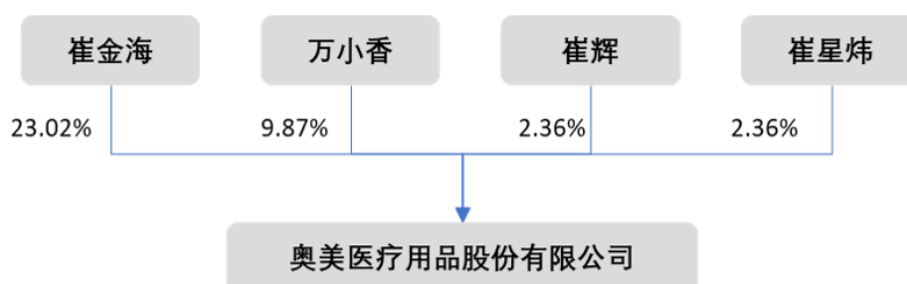 崔金海 万小香 崔辉 崔星炜
23.02% 9.87% 2.36% 2.36%
奥美医疗用品股份有限公司